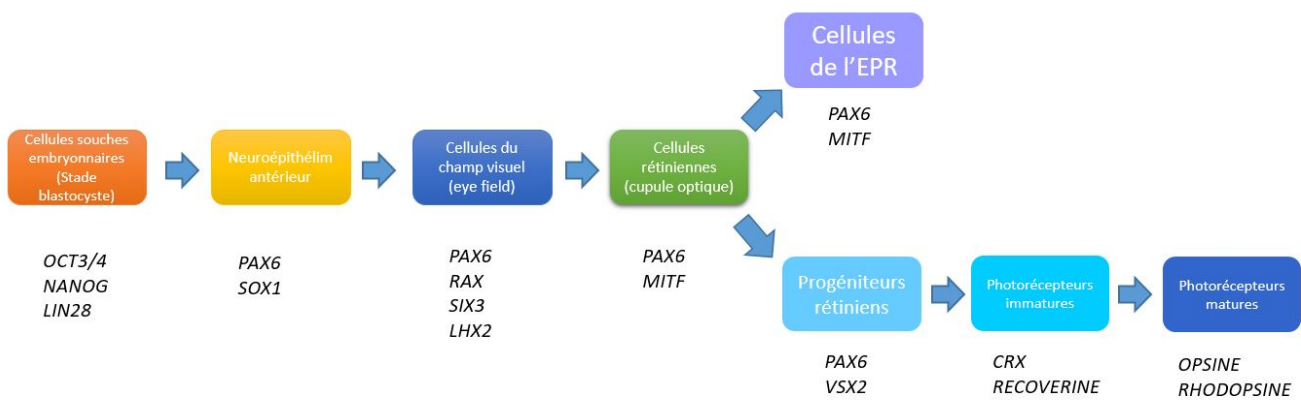 Cellules
de l'EPR
PAX6
MITF
Cellules souches
embryonnaires
(Stade
blastocyste)
OCT3/4
NANOG
LIN28
Neuroépithélim
antérieur
PAX6
SOX1
Cellules du
champ visuel
(eye field)
PAX6
RAX
SIX3
LHX2
Cellules
rétiniennes
(cupule optique)
PAX6
MITF
Progéniteurs
rétiniens
PAX6
VSX2
Photorécepteurs
immatures
CRX
RECOVERINE
Photorécepteurs
matures
OPSINE
RHODOPSINE